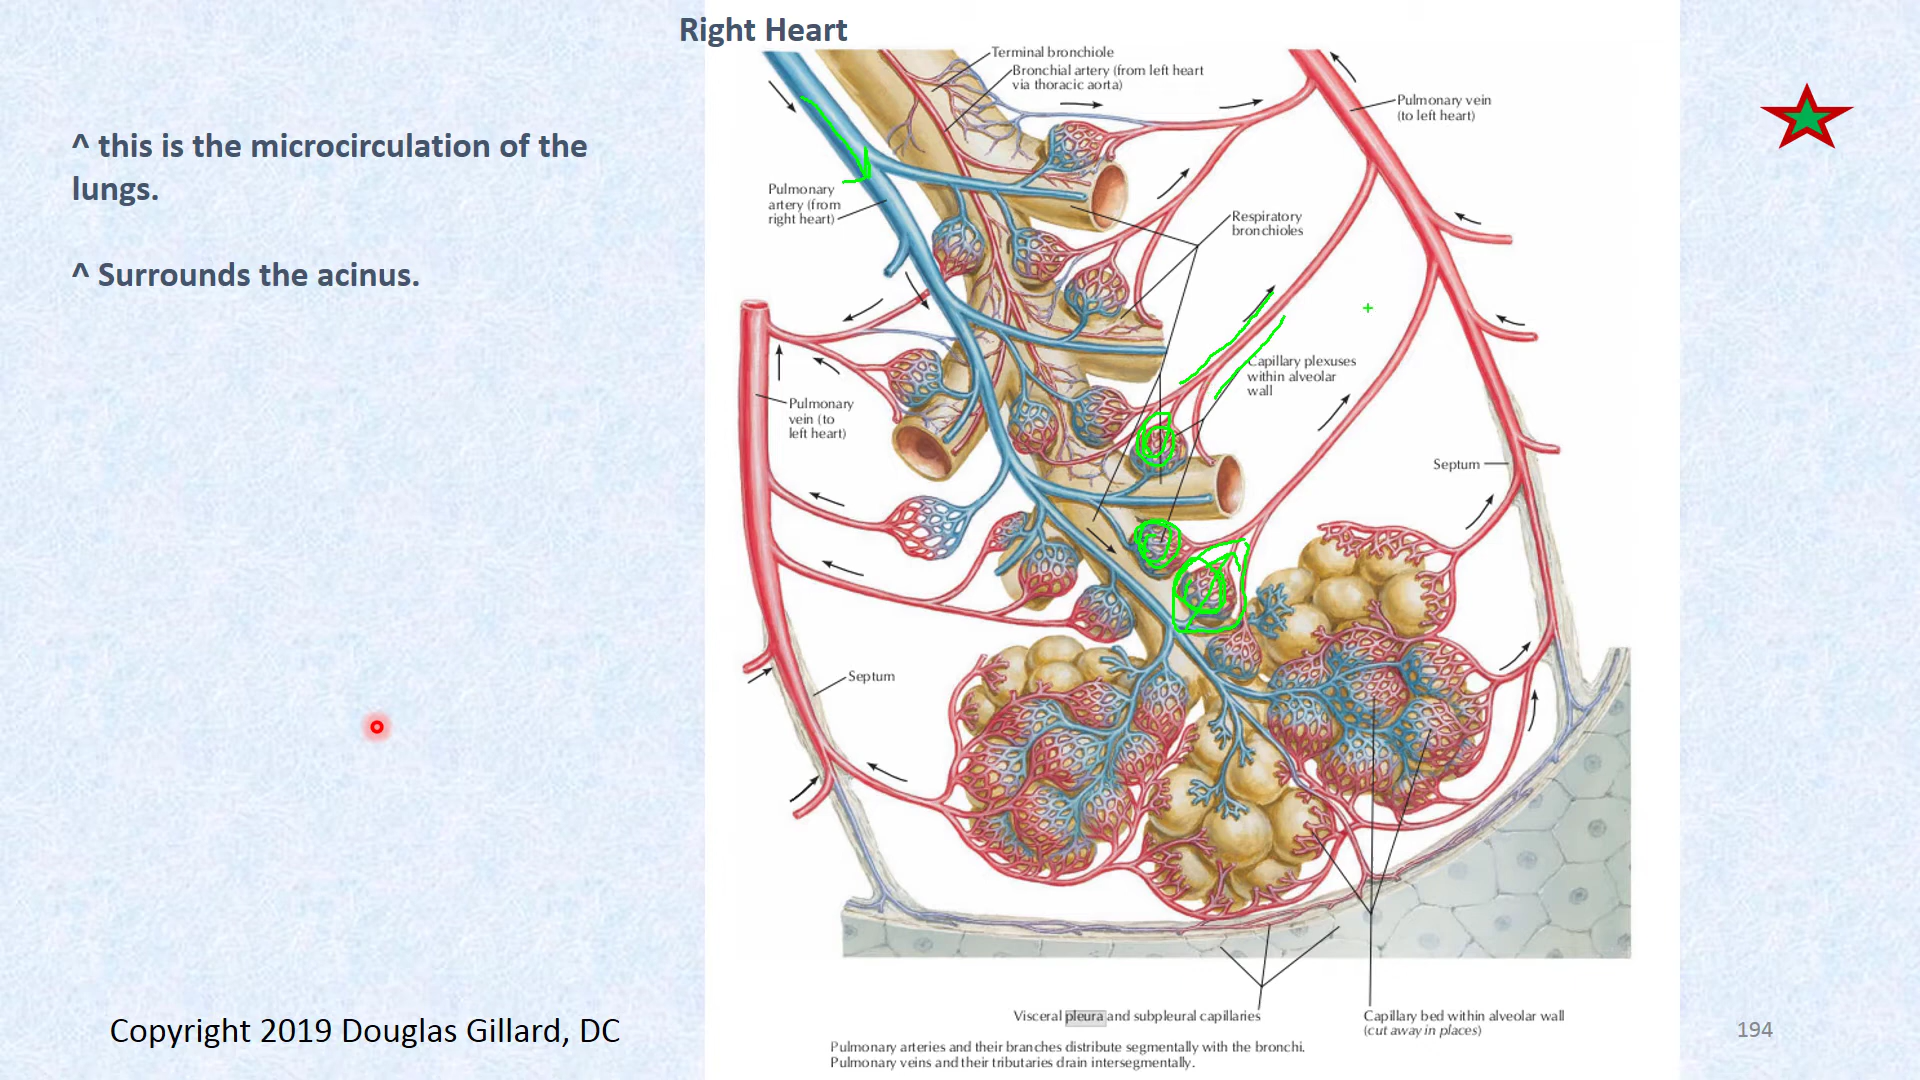 Right Heart
^ this is the microcirculation of the
lungs.
^ Surrounds the acinus.
Terminal bronchiole
Bronchial artery (from left heart
via thoracic aorta)
Pulmonary vein
(to left heart)
Pulmonary
artery (from
right heart)
Respiratory
bronchioles
Capillary plexuses
within alveolar
wall
Pulmonary
vein (to
left heart)
Septum
Septum
Visceral pleura and subpleural capillaries
Capillary bed within alveolar wall
(cut away in places)
Pulmonary arteries and their branches distribute segmentally with the bronchi.
Pulmonary veins and their tributaries drain intersegmentally.
Copyright 2019 Douglas Gillard, DC
194